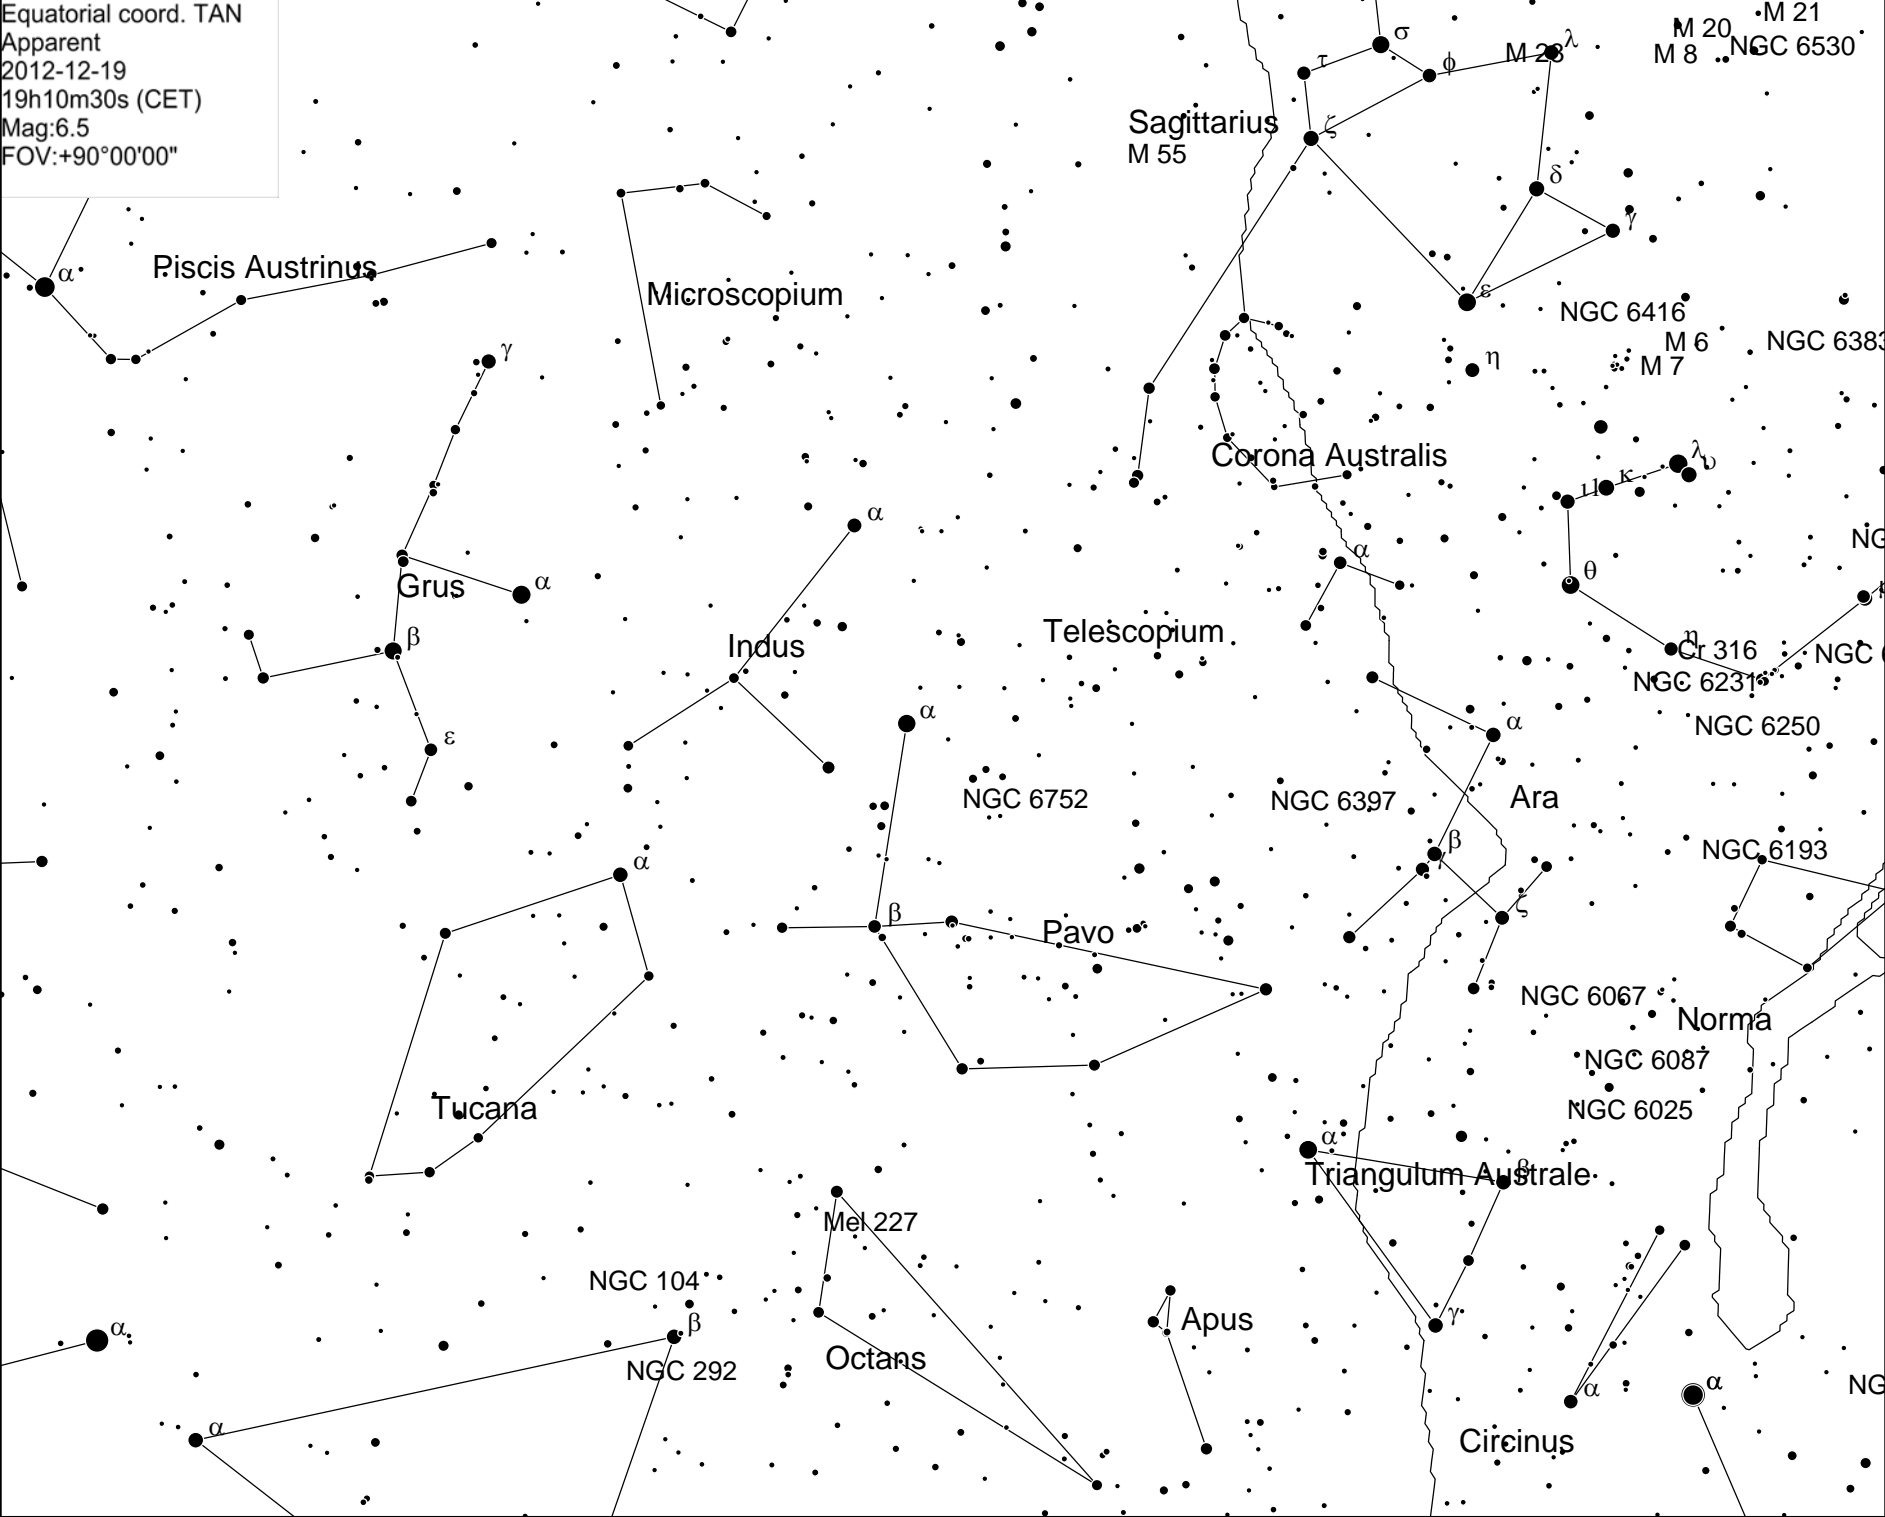 Equatorial coord. TAN
Apparent
2012-12-19
19h10m30s (CET)
Mag:6.5
FOV:+90°00'00"
M 21
M 20
NGC 6530
M 8
M 28
σ
λ
τ
φ
Sagittarius
ζ
M 55
δ
γ
α
Piscis Austrinus
Microscopium
ε
NGC 6416
M 6
NGC 6383
M 7
γ
η
Corona Australis
λ
υ
κ
ι1
α
α
θ
Grus
α
Telescopium
β
Indus
η
Cr 316
NGC 6231
NGC 6250
α
α
ε
NGC 6752
NGC 6397
Ara
β
NGC 6193
α
β
ζ
Pavo
NGC 6067
Norma
NGC 6087
Tucana
NGC 6025
α
Triangulum Australe
β
Mel 227
NGC 104
β
Apus
γ
α
Octans
NGC 292
α
α
α
Circinus